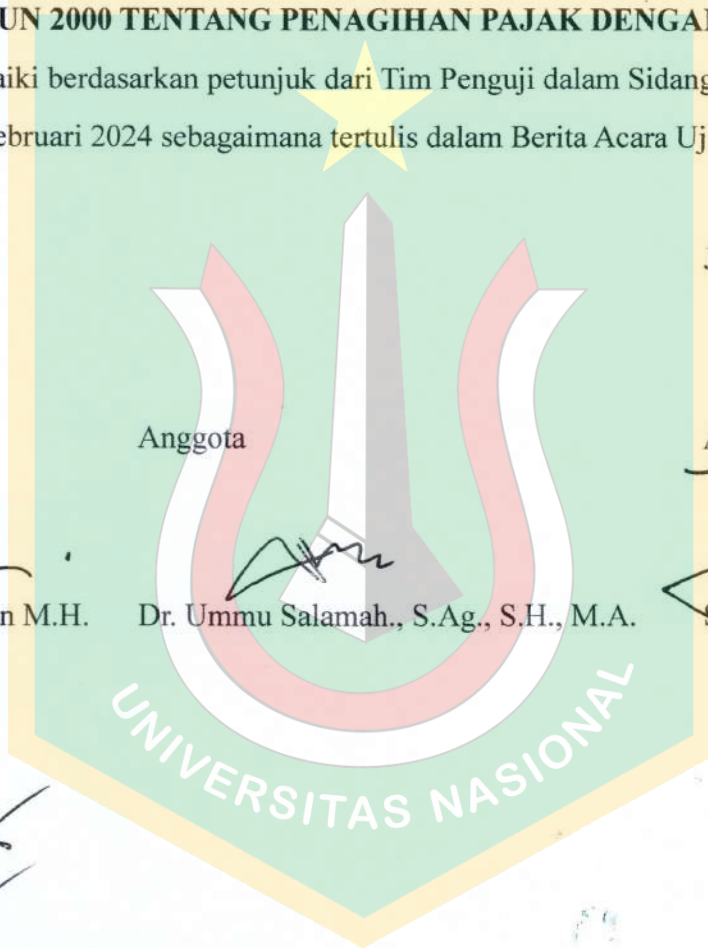 UN 2000 TENTANG PENAGIHAN PAJAK DENGAN
aiki berdasarkan petunjuk dari Tim Penguji dalam Sidang
ebruari 2024 sebagaimana tertulis dalam Berita Acara Uj
Anggota
n M.H. Dr. Ummu Salamah., S.Ag., S.H., M.A.
UNIVERSITAS NASIONAL